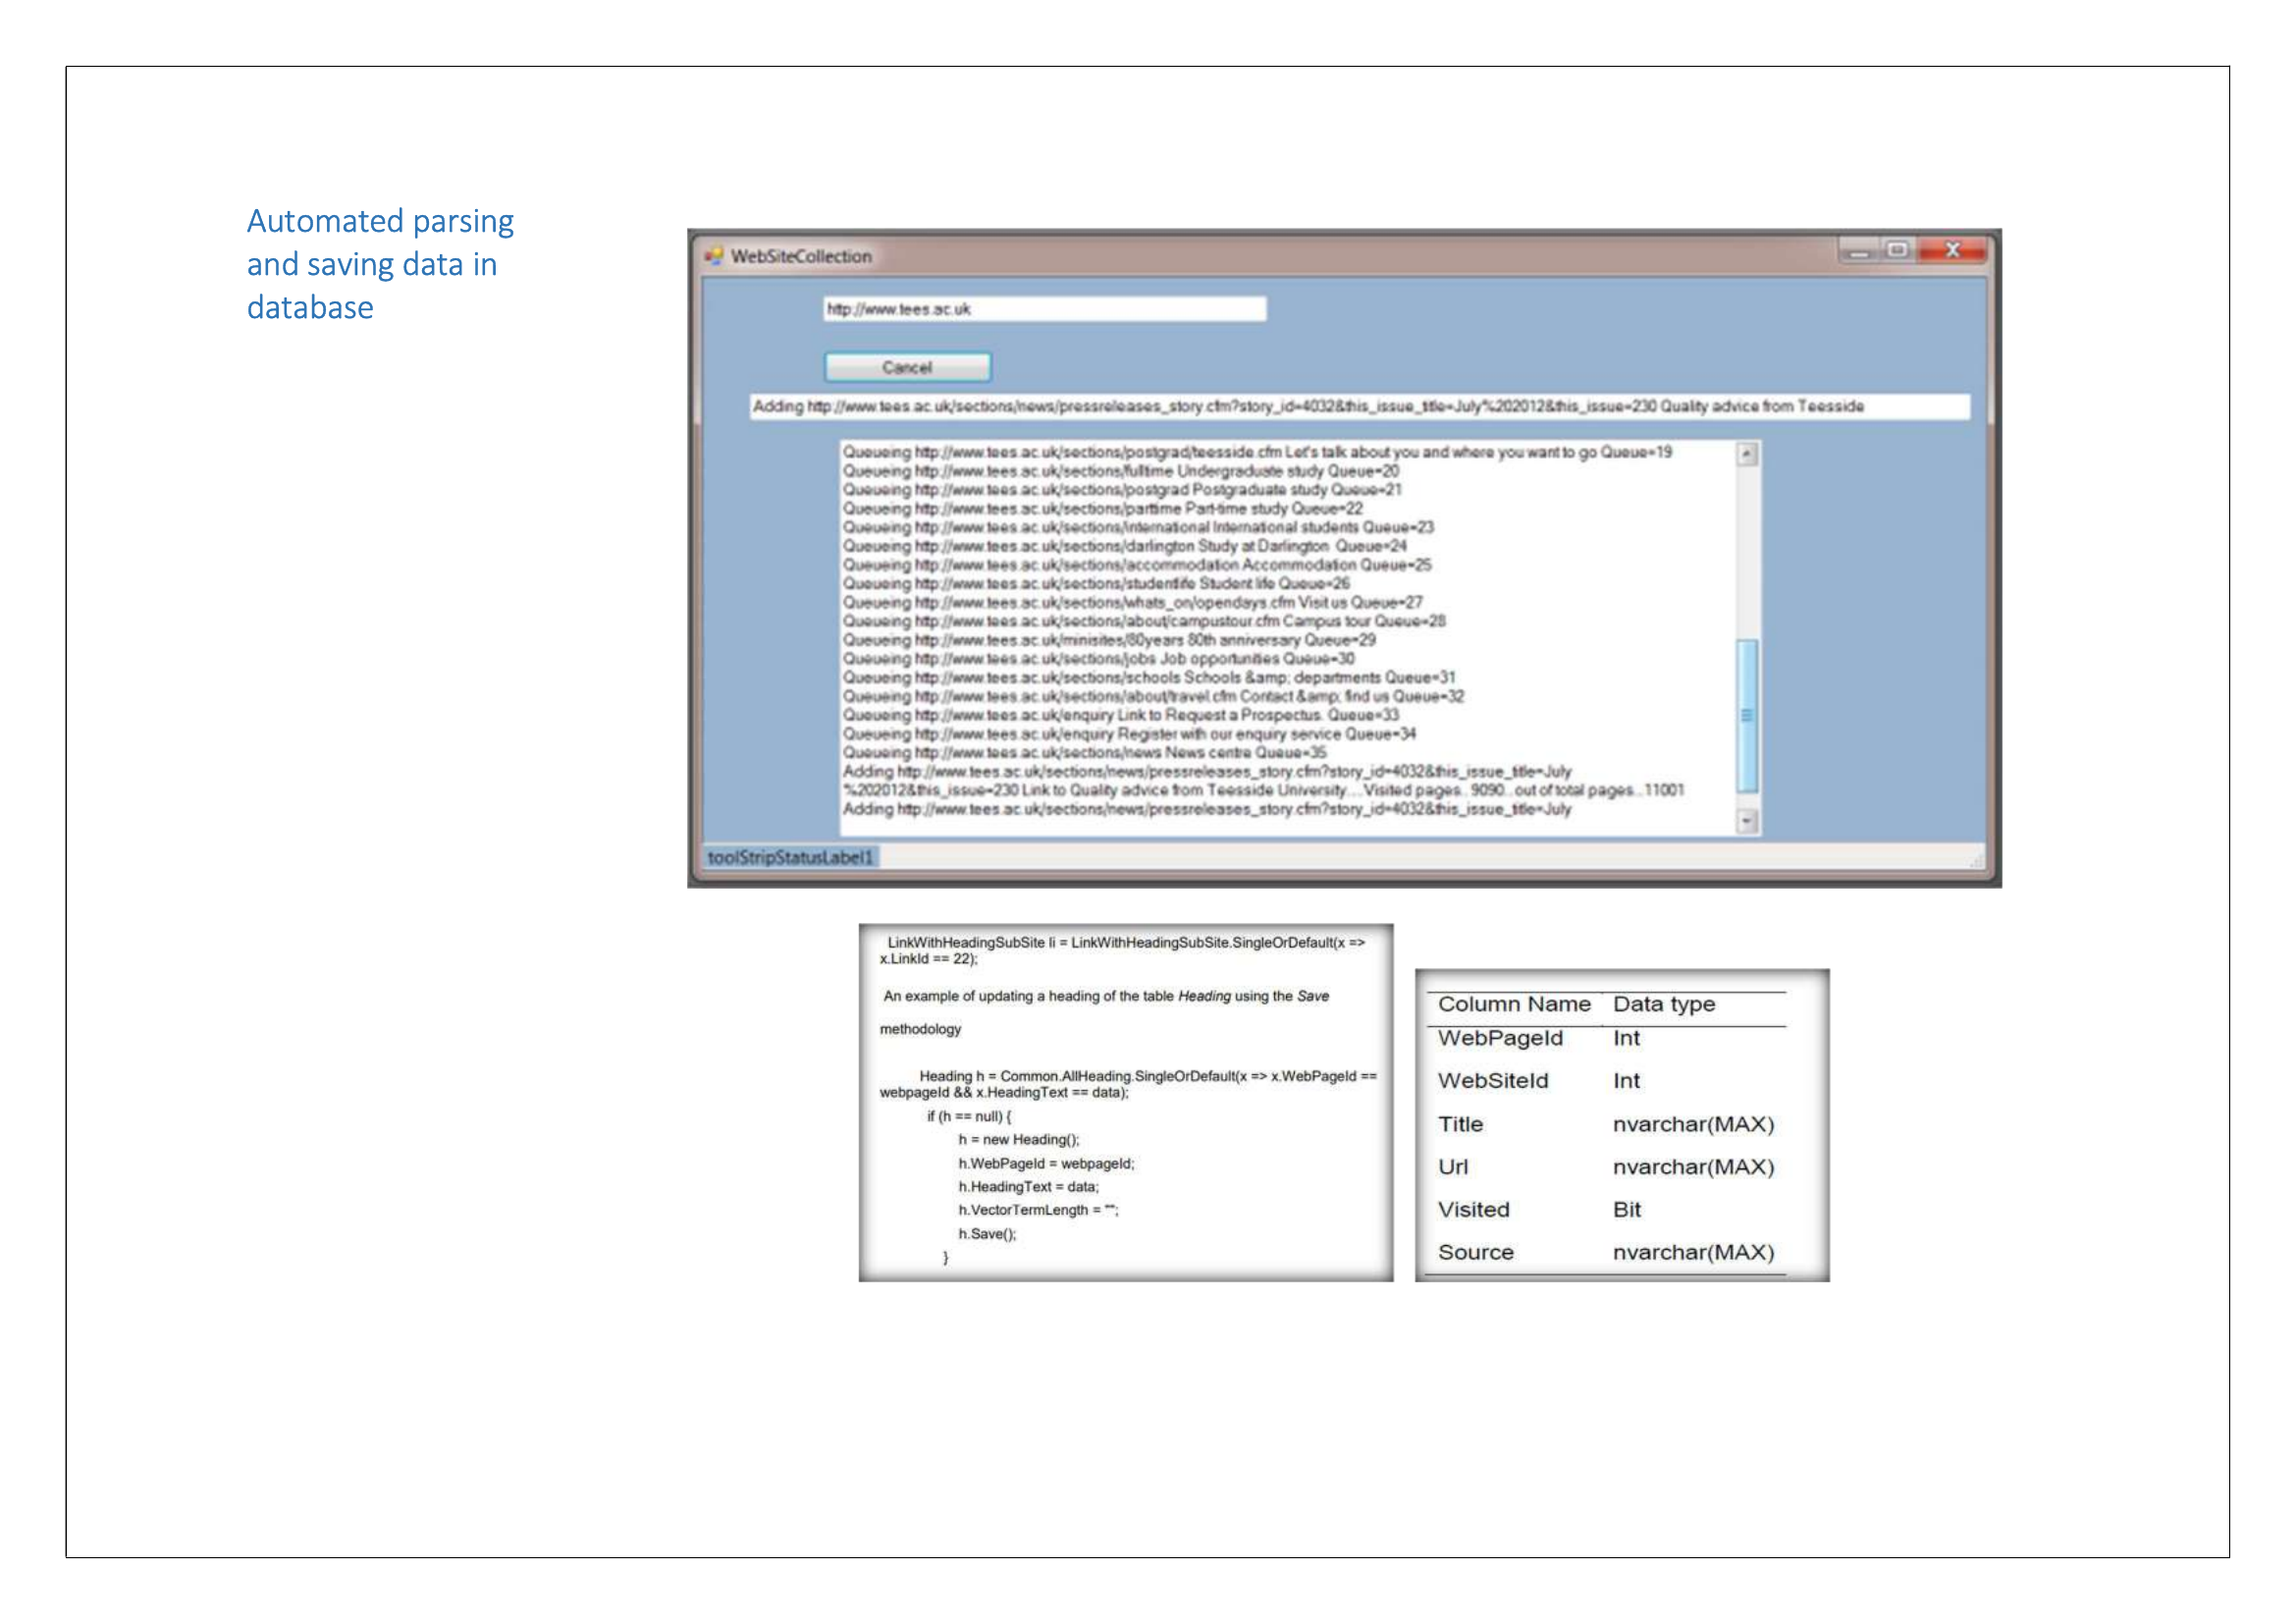 Automated parsing
and saving data in
database
WebSiteCollection
http://www.tees.ac.uk
Cancel
Adding http://www.tees.ac.uk/sections/news/pressreleases_story.cfm?story_id=4032&this_issue_title=July%202012&this_issue=230 Quality advice from Teesside
Queueing http://www.tees.ac.uk/sections/postgrad/teesside.cfm Let's talk about you and where you want to go Queue=19
Queueing http://www.tees.ac.uk/sections/fulltime Undergraduate study Queue=20
Queueing http://www.tees.ac.uk/sections/postgrad Postgraduate study Queue=21
Queueing http://www.tees.ac.uk/sections/parttime Part-time study Queue=22
Queueing http://www.tees.ac.uk/sections/international International students Queue=23
Queueing http://www.tees.ac.uk/sections/darlington Study at Darlington Queue=24
Queueing http://www.tees.ac.uk/sections/accommodation Accommodation Queue=25
Queueing http://www.tees.ac.uk/sections/studentlife Student life Queue=26
Queueing http://www.tees.ac.uk/sections/whats_on/opendays.cfm Visit us Queue=27
Queueing http://www.tees.ac.uk/sections/about/campustour.cfm Campus tour Queue=28
Queueing http://www.tees.ac.uk/minisites/80years 80th anniversary Queue=29
Queueing http://www.tees.ac.uk/sections/jobs Job opportunities Queue=30
Queueing http://www.tees.ac.uk/sections/schools Schools &amp; departments Queue=31
Queueing http://www.tees.ac.uk/sections/about/travel.cfm Contact &amp; find us Queue=32
Queueing http://www.tees.ac.uk/enquiry Link to Request a Prospectus. Queue=33
Queueing http://www.tees.ac.uk/enquiry Register with our enquiry service Queue=34
Queueing http://www.tees.ac.uk/sections/news News centre Queue=35
Adding http://www.tees.ac.uk/sections/news/pressreleases_story.cfm?story_id=4032&this_issue_title=July
%202012&this_issue=230 Link to Quality advice from Teesside University....Visited pages..9090..out of total pages..11001
Adding http://www.tees.ac.uk/sections/news/pressreleases_story.cfm?story_id=4032&this_issue_title=July
toolStripStatusLabel1
LinkWithHeadingSubSite li = LinkWithHeadingSubSite.SingleOrDefault(x =>
x.LinkId == 22);
An example of updating a heading of the table Heading using the Save
methodology
Heading h = Common.AllHeading.SingleOrDefault(x => x.WebPageId ==
webpageId && x.HeadingText == data);
if (h == null) {
h = new Heading();
h.WebPageId = webpageId;
h.HeadingText = data;
h.VectorTermLength = "";
h.Save();
}
Column Name Data type
WebPageId Int
WebSiteId Int
Title nvarchar(MAX)
Url nvarchar(MAX)
Visited Bit
Source nvarchar(MAX)